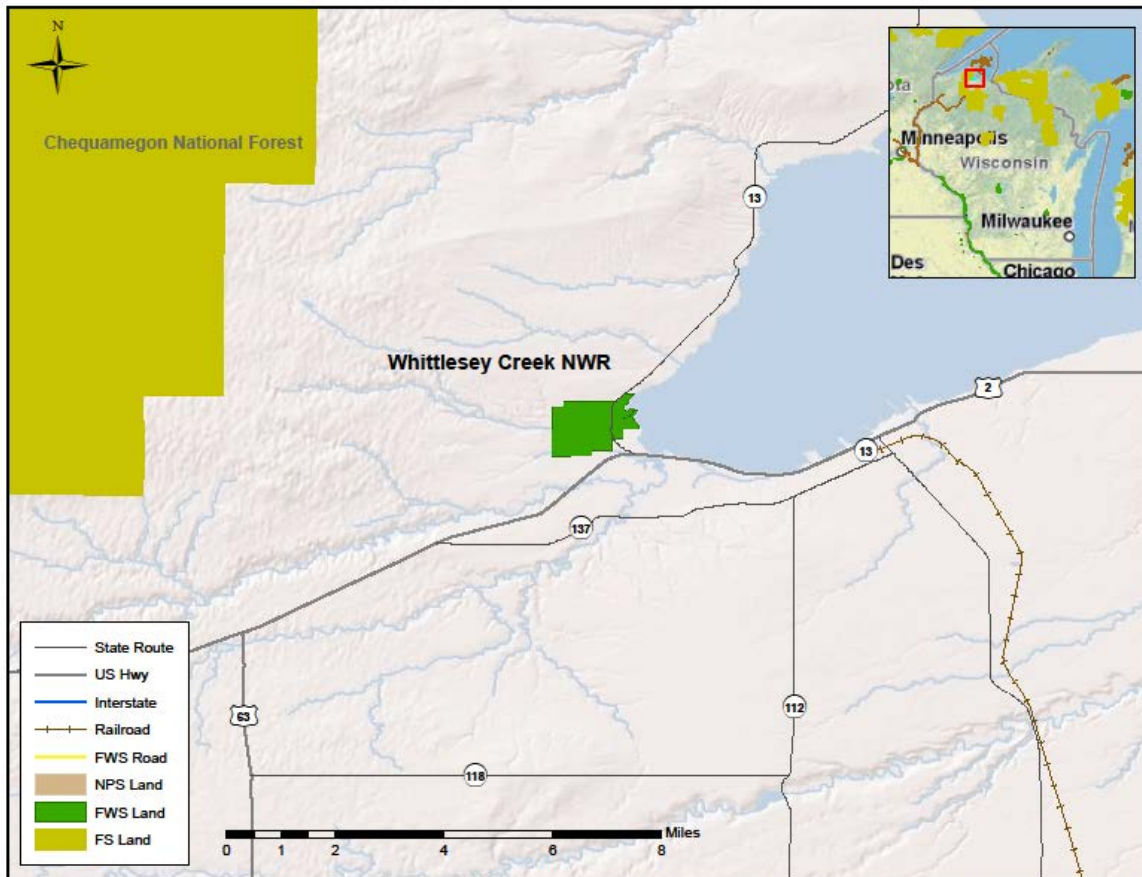 N
Chequamegon National Forest
ota
Minneapolis
Wisconsin
Milwaukee
Des
Chicago
13
Whittlesey Creek NWR
2
13
137
112
63
118
State Route
US Hwy
Interstate
Railroad
FWS Road
NPS Land
FWS Land
FS Land
Miles
0 1 2 4 6 8